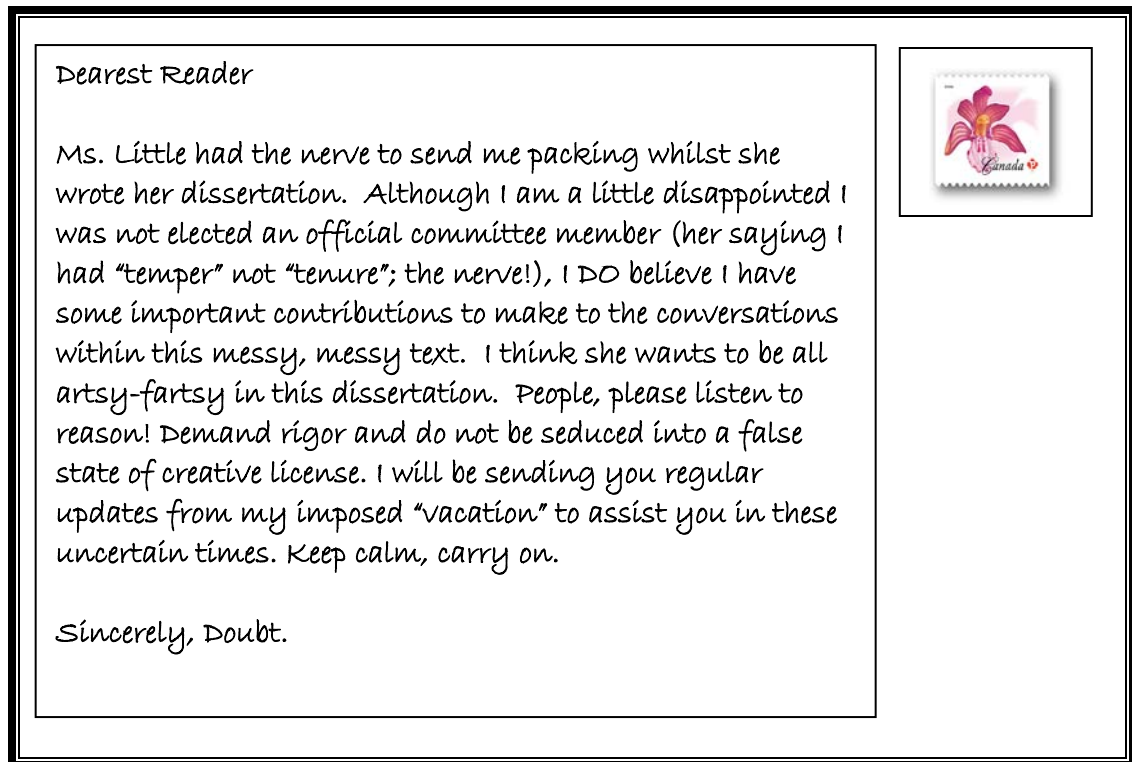 Dearest Reader
Ms. Little had the nerve to send me packing whilst she
wrote her dissertation.  Although I am a little disappointed I
was not elected an official committee member (her saying I
had “temper” not “tenure”; the nerve!), I DO believe I have
some important contributions to make to the conversations
within this messy, messy text.  I think she wants to be all
artsy-fartsy in this dissertation.  People, please listen to
reason! Demand rigor and do not be seduced into a false
state of creative license. I will be sending you regular
updates from my imposed “vacation” to assist you in these
uncertain times. Keep calm, carry on.
Sincerely, Doubt.
Canada P